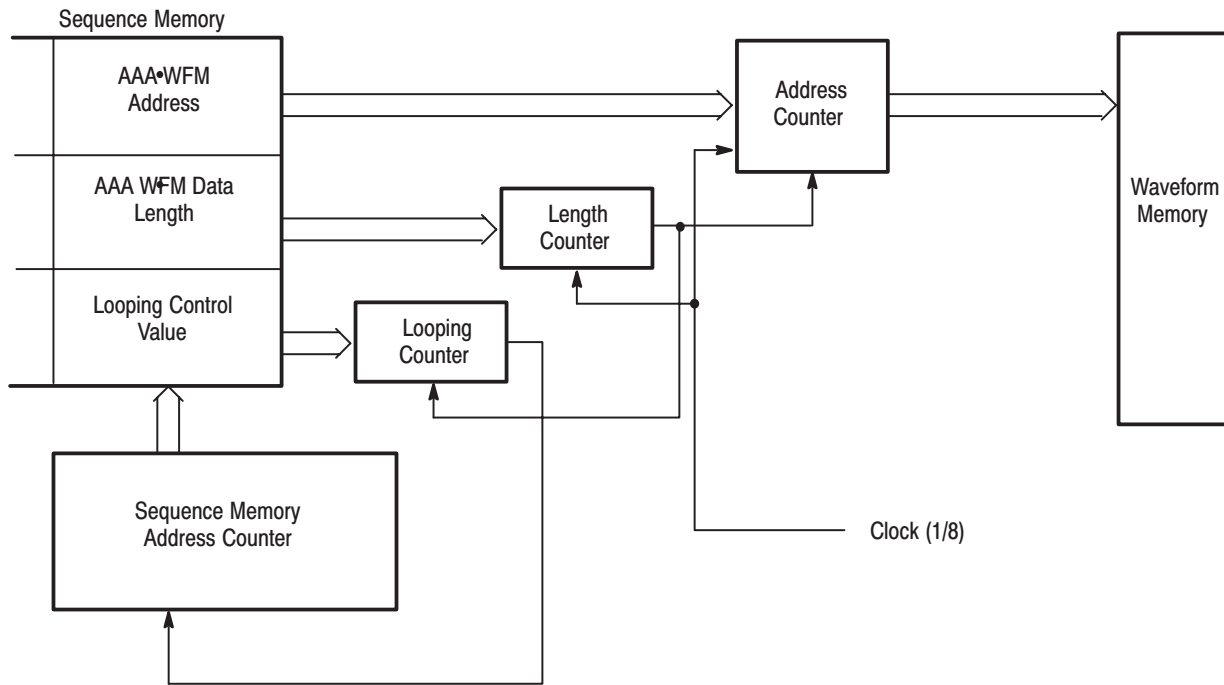 Sequence Memory
AAA•WFM
Address
AAA W•FM Data
Length
Looping Control
Value
Address
Counter
Length
Counter
Looping
Counter
Waveform
Memory
Sequence Memory
Address Counter
Clock (1/8)